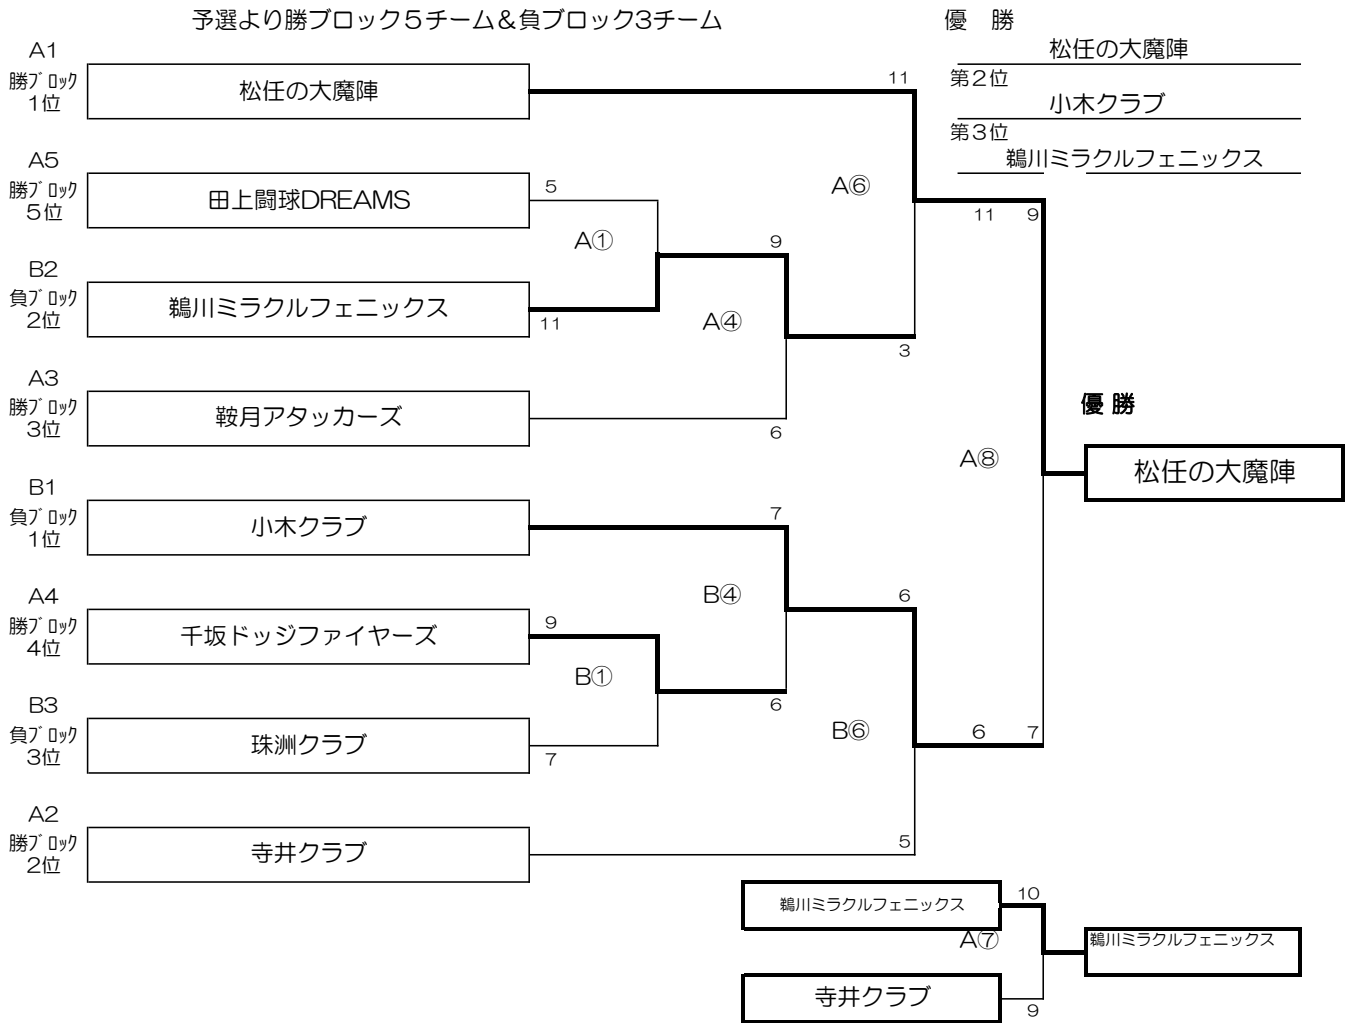 予選より勝ブロック５チーム＆負ブロック3チーム
優　勝
松任の大魔陣
第２位
小木クラブ
第３位
鵜川ミラクルフェニックス
A1
勝ブロック
1位
松任の大魔陣
11
A5
勝ブロック
5位
田上闘球DREAMS
5
A①
A⑥
11
9
9
B2
負ブロック
2位
鵜川ミラクルフェニックス
11
A④
3
A3
勝ブロック
3位
鞍月アタッカーズ
6
優 勝
A⑧
松任の大魔陣
B1
負ブロック
1位
小木クラブ
7
B④
6
A4
勝ブロック
4位
千坂ドッジファイヤーズ
9
B①
6
B3
負ブロック
3位
珠洲クラブ
7
B⑥
6
7
A2
勝ブロック
2位
寺井クラブ
5
鵜川ミラクルフェニックス
10
A⑦
鵜川ミラクルフェニックス
寺井クラブ
9